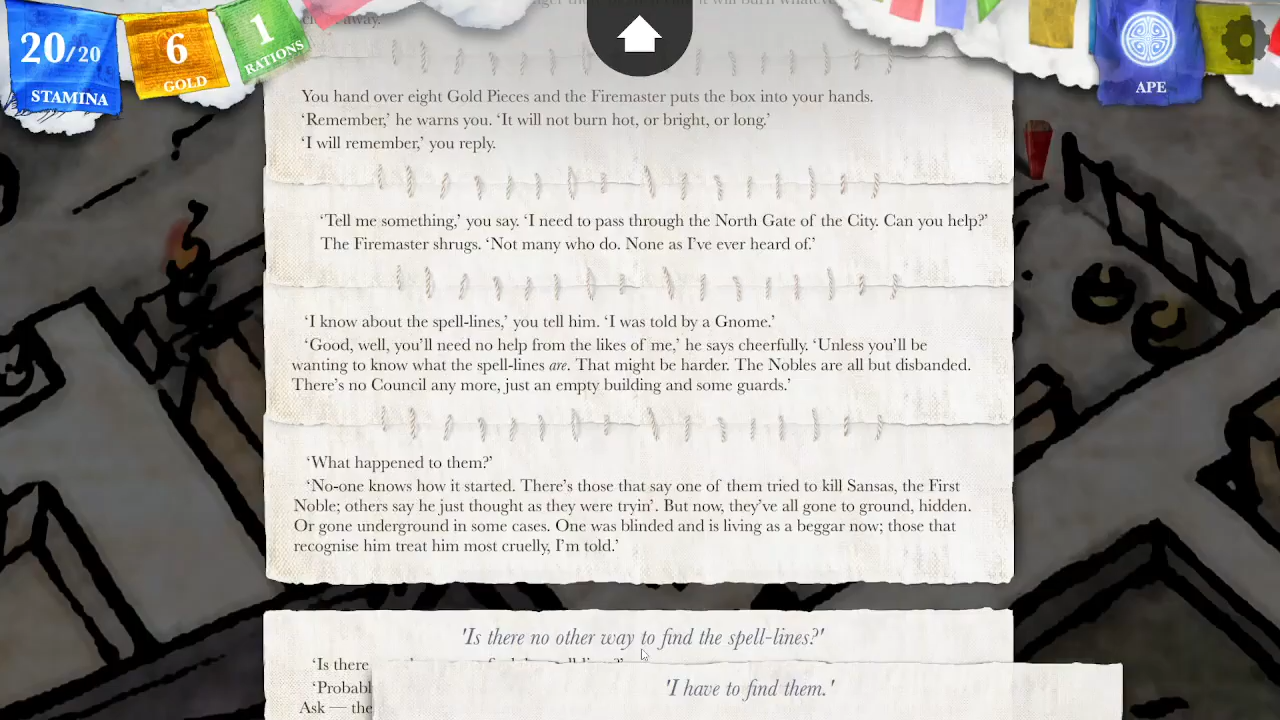 20/20
STAMINA
6
GOLD
1
RATIONS
APE
away.
You hand over eight Gold Pieces and the Firemaster puts the box into your hands.
‘Remember,’ he warns you. ‘It will not burn hot, or bright, or long.’
‘I will remember,’ you reply.
‘Tell me something,’ you say. ‘I need to pass through the North Gate of the City. Can you help?’
The Firemaster shrugs. ‘Not many who do. None as I’ve ever heard of.’
‘I know about the spell-lines,’ you tell him. ‘I was told by a Gnome.’
‘Good, well, you’ll need no help from the likes of me,’ he says cheerfully. ‘Unless you’ll be
wanting to know what the spell-lines are. That might be harder. The Nobles are all but disbanded.
There’s no Council any more, just an empty building and some guards.’
‘What happened to them?’
‘No-one knows how it started. There’s those that say one of them tried to kill Sansas, the First
Noble; others say he just thought as they were tryin’. But now, they’ve all gone to ground, hidden.
Or gone underground in some cases. One was blinded and is living as a beggar now; those that
recognise him treat him most cruelly, I’m told.’
'Is there no other way to find the spell-lines?'
‘Is there
'I have to find them.'
‘Probabl
Ask — the